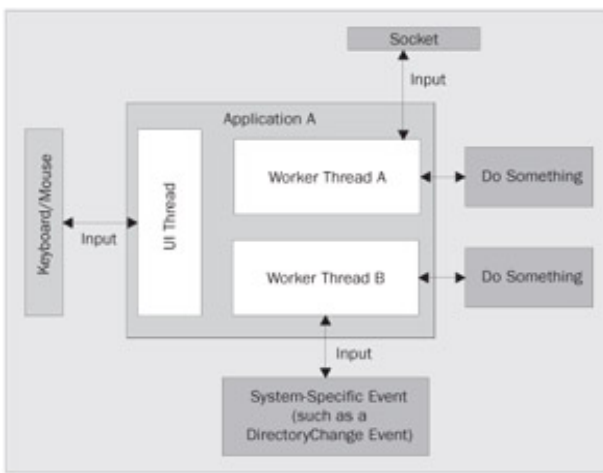 Socket
Input
Application A
Keyboard/Mouse
Input
UI Thread
Worker Thread A
Do Something
Worker Thread B
Do Something
Input
System-Specific Event
(such as a
DirectoryChange Event)